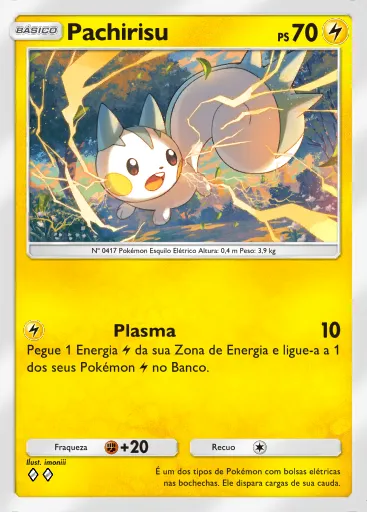 BÁSICO Pachirisu PS 70
Nº 0417 Pokémon Esquilo Elétrico Altura: 0,4 m Peso: 3,9 kg
Plasma 10
Pegue 1 Energia da sua Zona de Energia e ligue-a a 1
dos seus Pokémon no Banco.
Fraqueza +20 Recuo
Ilust. imoniii
É um dos tipos de Pokémon com bolsas elétricas
nas bochechas. Ele dispara cargas de sua cauda.